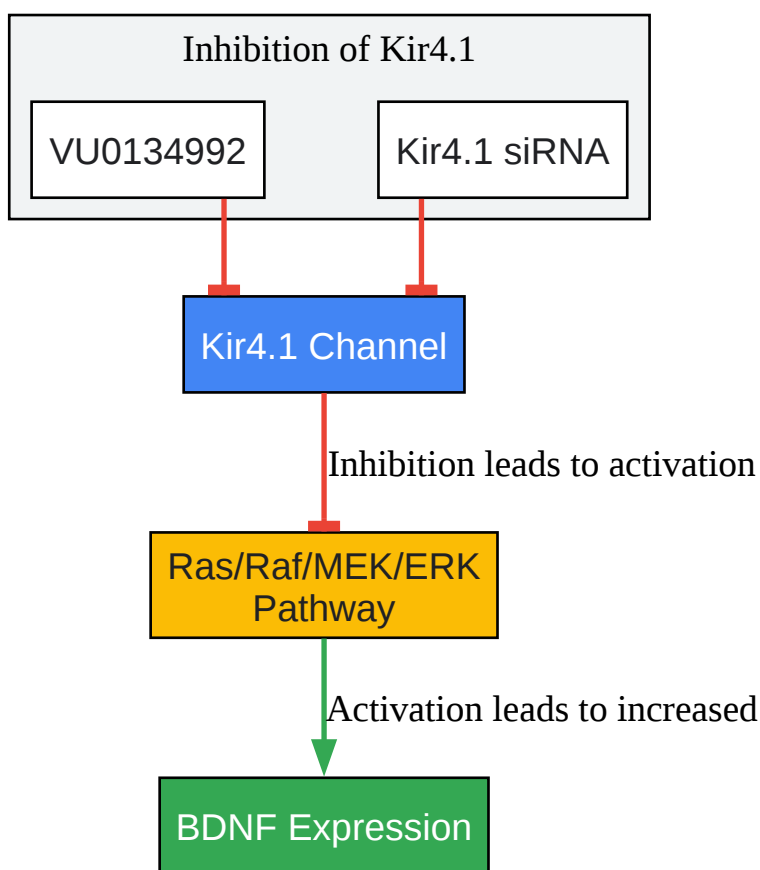 Inhibition of Kir4.1
VU0134992
Kir4.1 siRNA
Kir4.1 Channel
Inhibition leads to activation
Ras/Raf/MEK/ERK
Pathway
Activation leads to increased
BDNF Expression